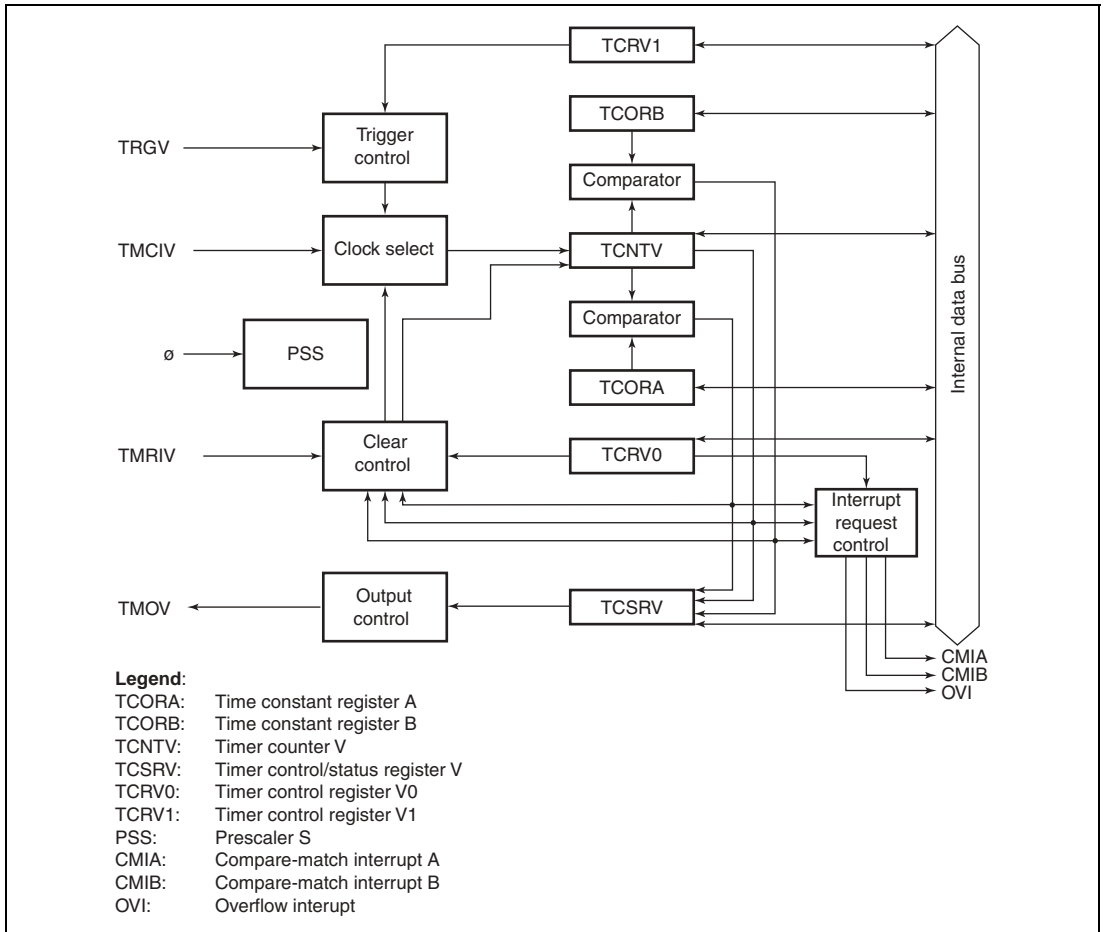 TCRV1
TCORB
Trigger
control
TRGV
Comparator
Clock select
TMCIV
TCNTV
Internal data bus
Comparator
ø
PSS
TCORA
Clear
control
TMRIV
TCRV0
Interrupt
request
control
Output
control
TMOV
TCSRV
CMIA
CMIB
OVI
Legend:
TCORA: Time constant register A
TCORB: Time constant register B
TCNTV: Timer counter V
TCSRV: Timer control/status register V
TCRV0: Timer control register V0
TCRV1: Timer control register V1
PSS: Prescaler S
CMIA: Compare-match interrupt A
CMIB: Compare-match interrupt B
OVI: Overflow interupt